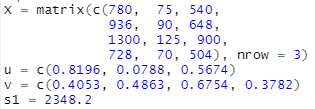 X = matrix(c(780, 75, 540,
936, 90, 648,
1300, 125, 900,
728, 70, 504), nrow = 3)
u = c(0.8196, 0.0788, 0.5674)
v = c(0.4053, 0.4863, 0.6754, 0.3782)
s1 = 2348.2